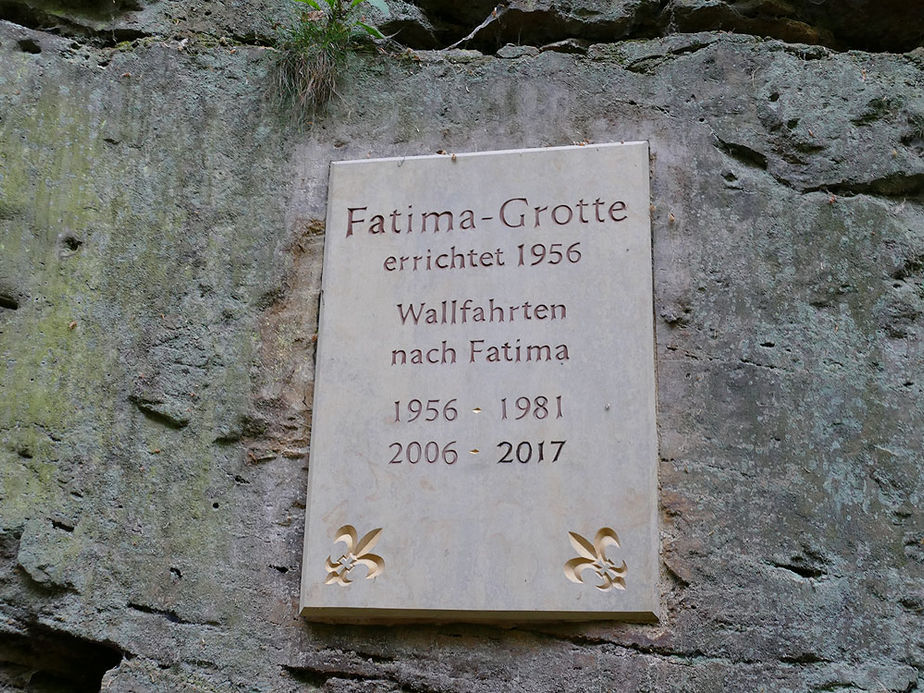 Fatima-Grotte
errichtet 1956
Wallfahrten
nach Fatima
1956 · 1981
2006 · 2017